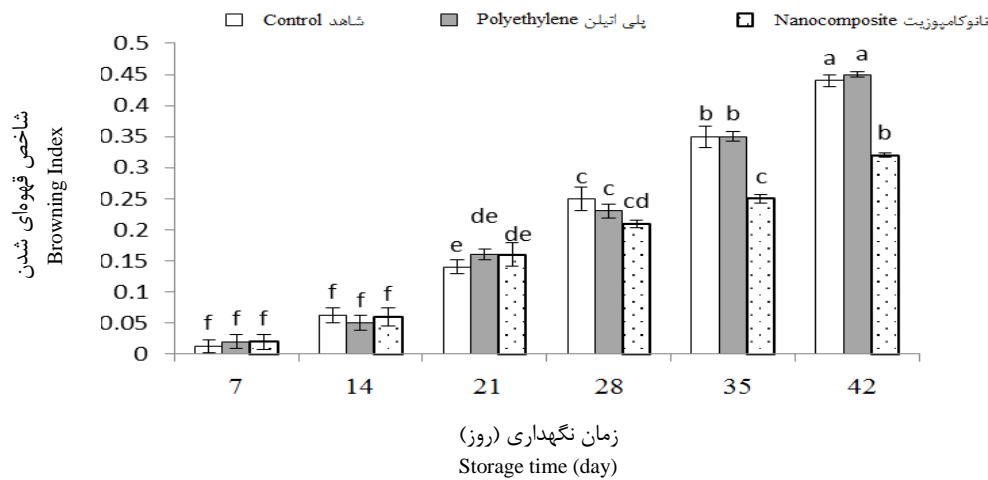 Control شاهد Polyethylene پلی اتیلن Nanocomposite نانوکامپوزیت
0.5
0.45
0.4
0.35
0.3
0.25
0.2
0.15
0.1
0.05
0
شاخص قهوه‌ای شدن
Browning Index
f f f
f f f
e de de
c c cd
b b c
a a b
7 14 21 28 35 42
زمان نگهداری (روز)
Storage time (day)